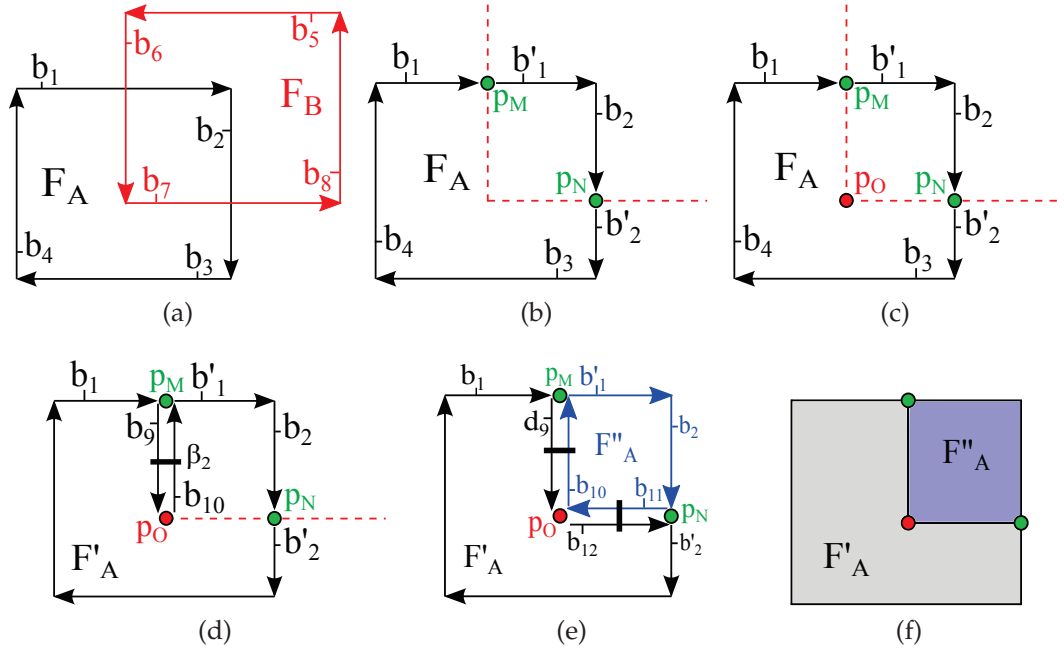 b5
b6
b1
FB
b2
FA
b7
b8
b4
b3
(a)
b1
b'1
pM
b2
FA
pN
b'2
b4
b3
(b)
b1
b'1
pM
b2
FA
pO
pN
b'2
b4
b3
(c)
b1
pM
b'1
b9
b2
β2
b10
pN
pO
b'2
F'A
(d)
b1
pM
b'1
d9
b2
F''A
b10
b11
pO
pN
b12
b'2
F'A
(e)
F''A
F'A
(f)